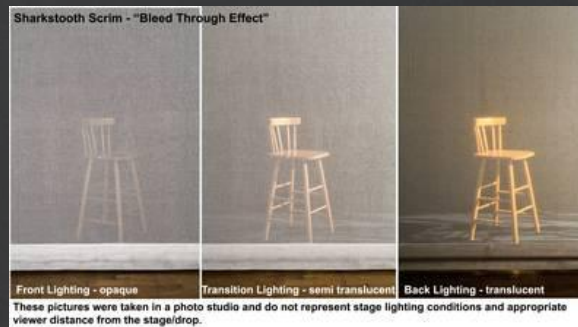 Sharkstooth Scrim - “Bleed Through Effect”
Front Lighting - opaque
Transition Lighting - semi translucent
Back Lighting - translucent
These pictures were taken in a photo studio and do not represent stage lighting conditions and appropriate
viewer distance from the stage/drop.